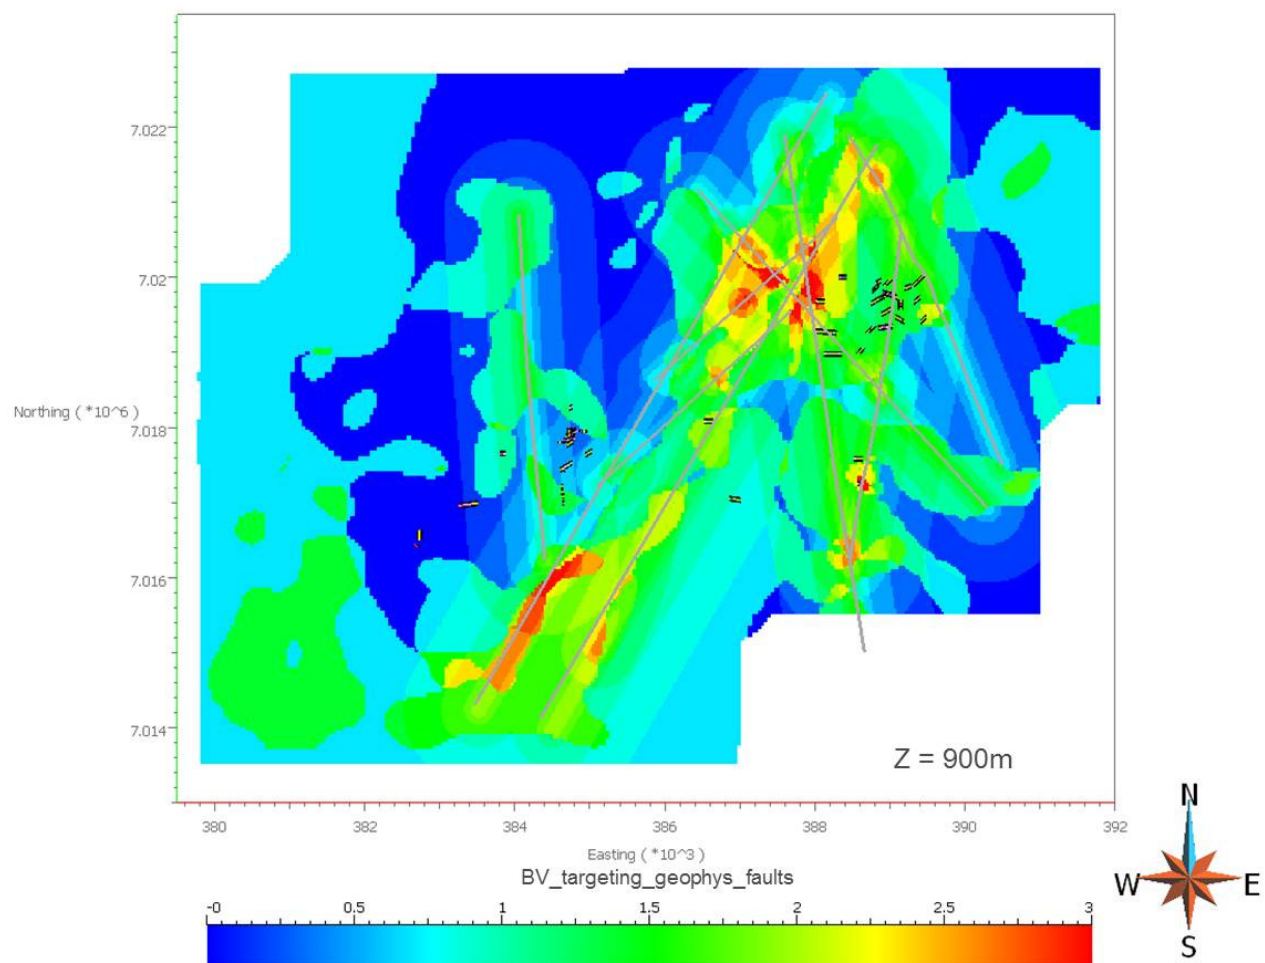 7.022
7.02
Northing ( *10^6 )
7.018
7.016
7.014
Z = 900m
380 382 384 386 388 390 392
Easting ( *10^3 )
BV_targeting_geophys_faults
-0 0.5 1 1.5 2 2.5 3
N
W E
S